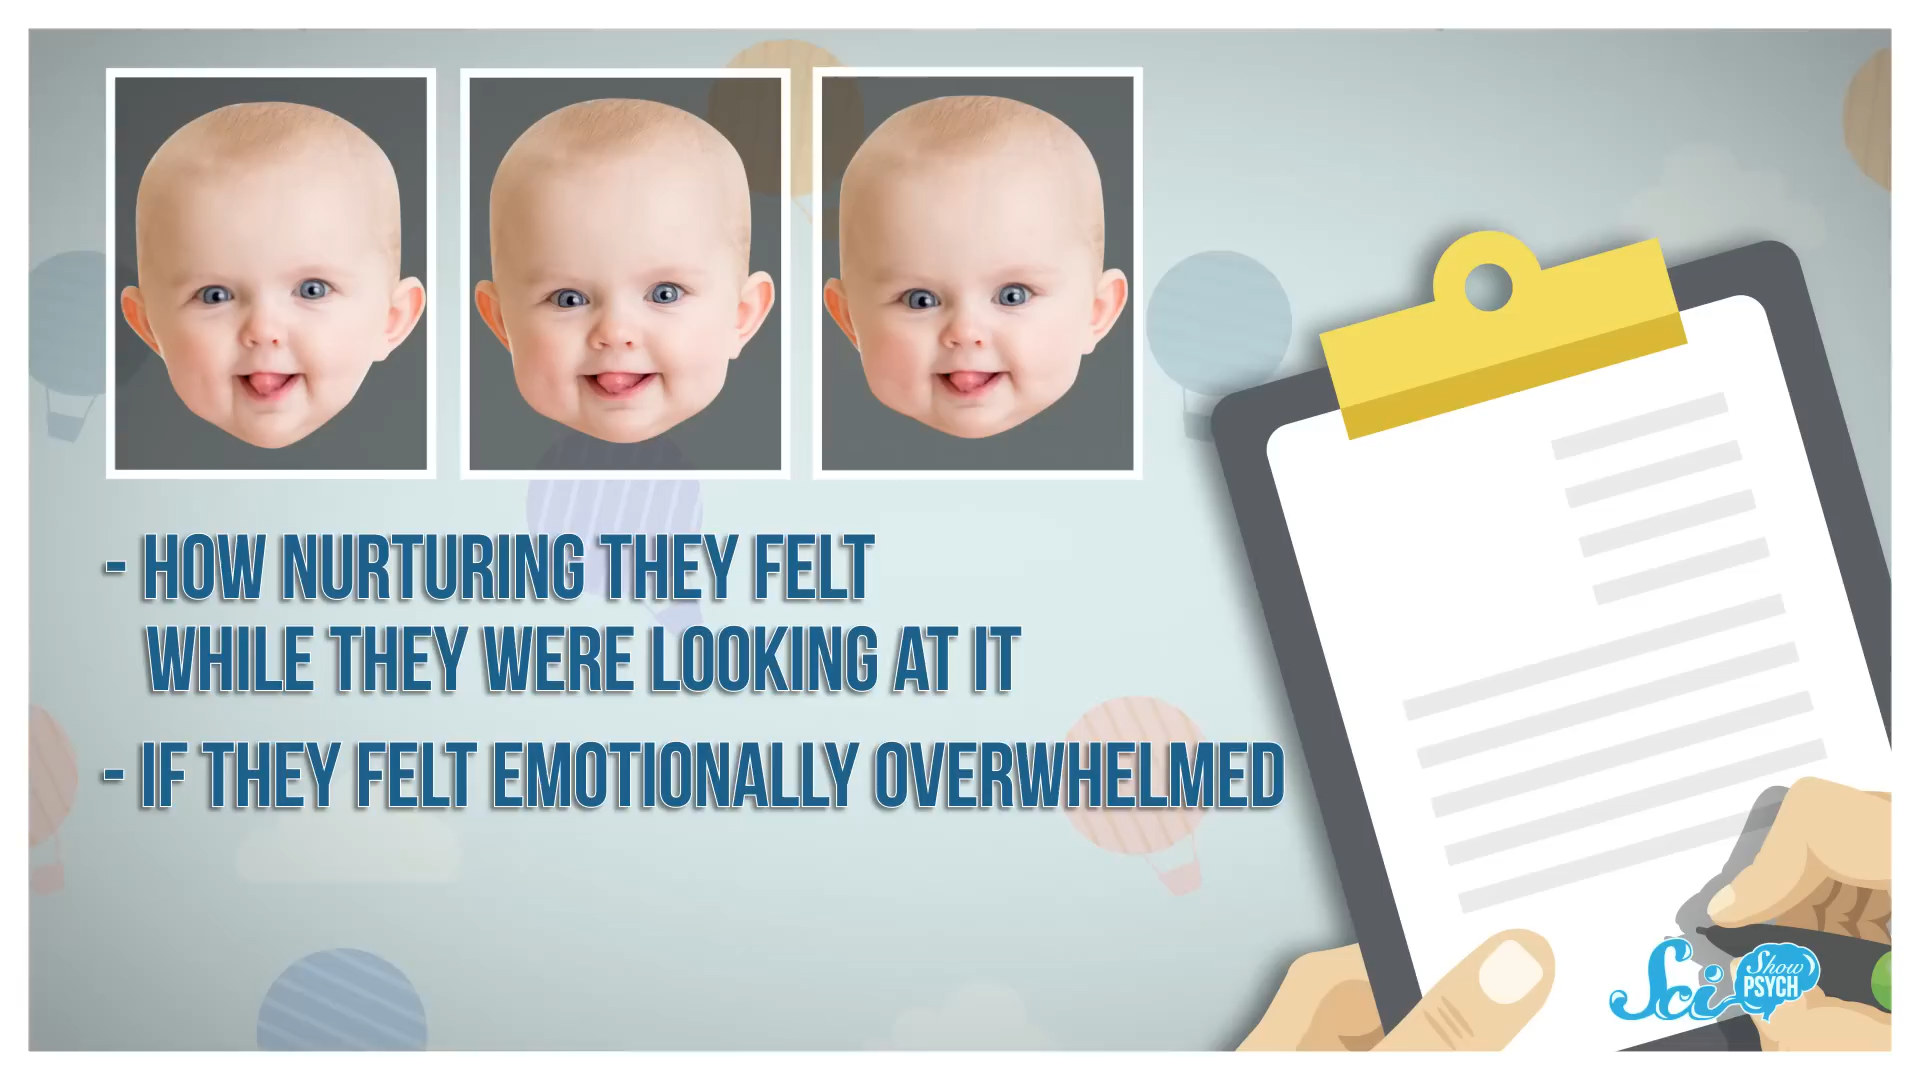 - HOW NURTURING THEY FELT
WHILE THEY WERE LOOKING AT IT
- IF THEY FELT EMOTIONALLY OVERWHELMED
Sci Show
PSYCH